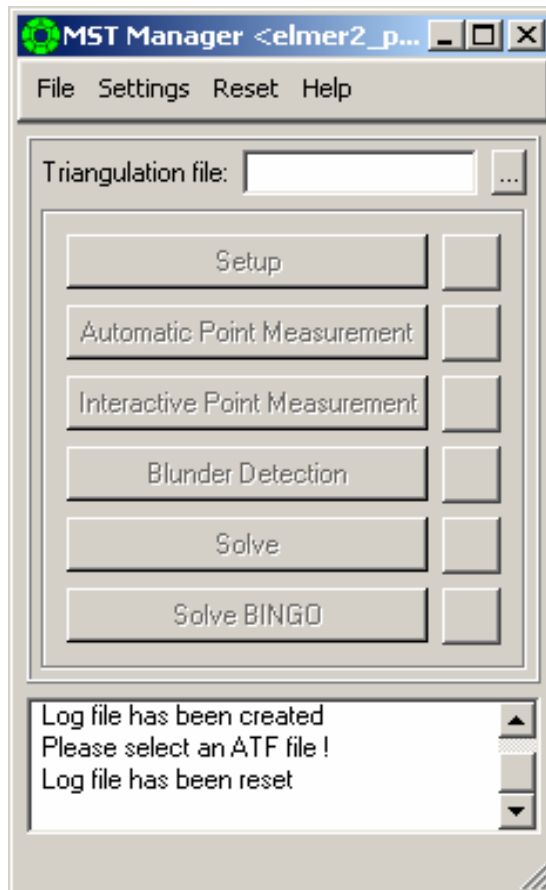 MST Manager <elmer2_p...
File Settings Reset Help
Triangulation file: ...
Setup
Automatic Point Measurement
Interactive Point Measurement
Blunder Detection
Solve
Solve BINGO
Log file has been created
Please select an ATF file !
Log file has been reset